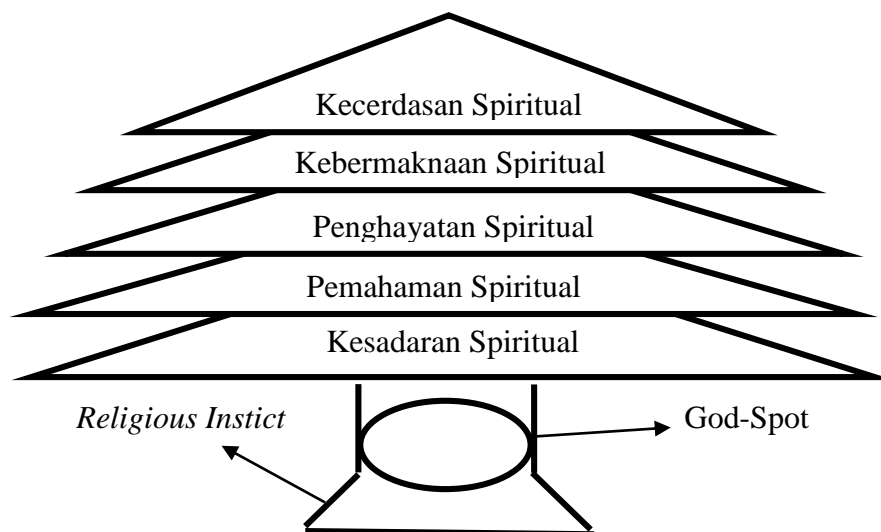 Kecerdasan Spiritual
Kebermaknaan Spiritual
Penghayatan Spiritual
Pemahaman Spiritual
Kesadaran Spiritual
Religious Instict
God-Spot